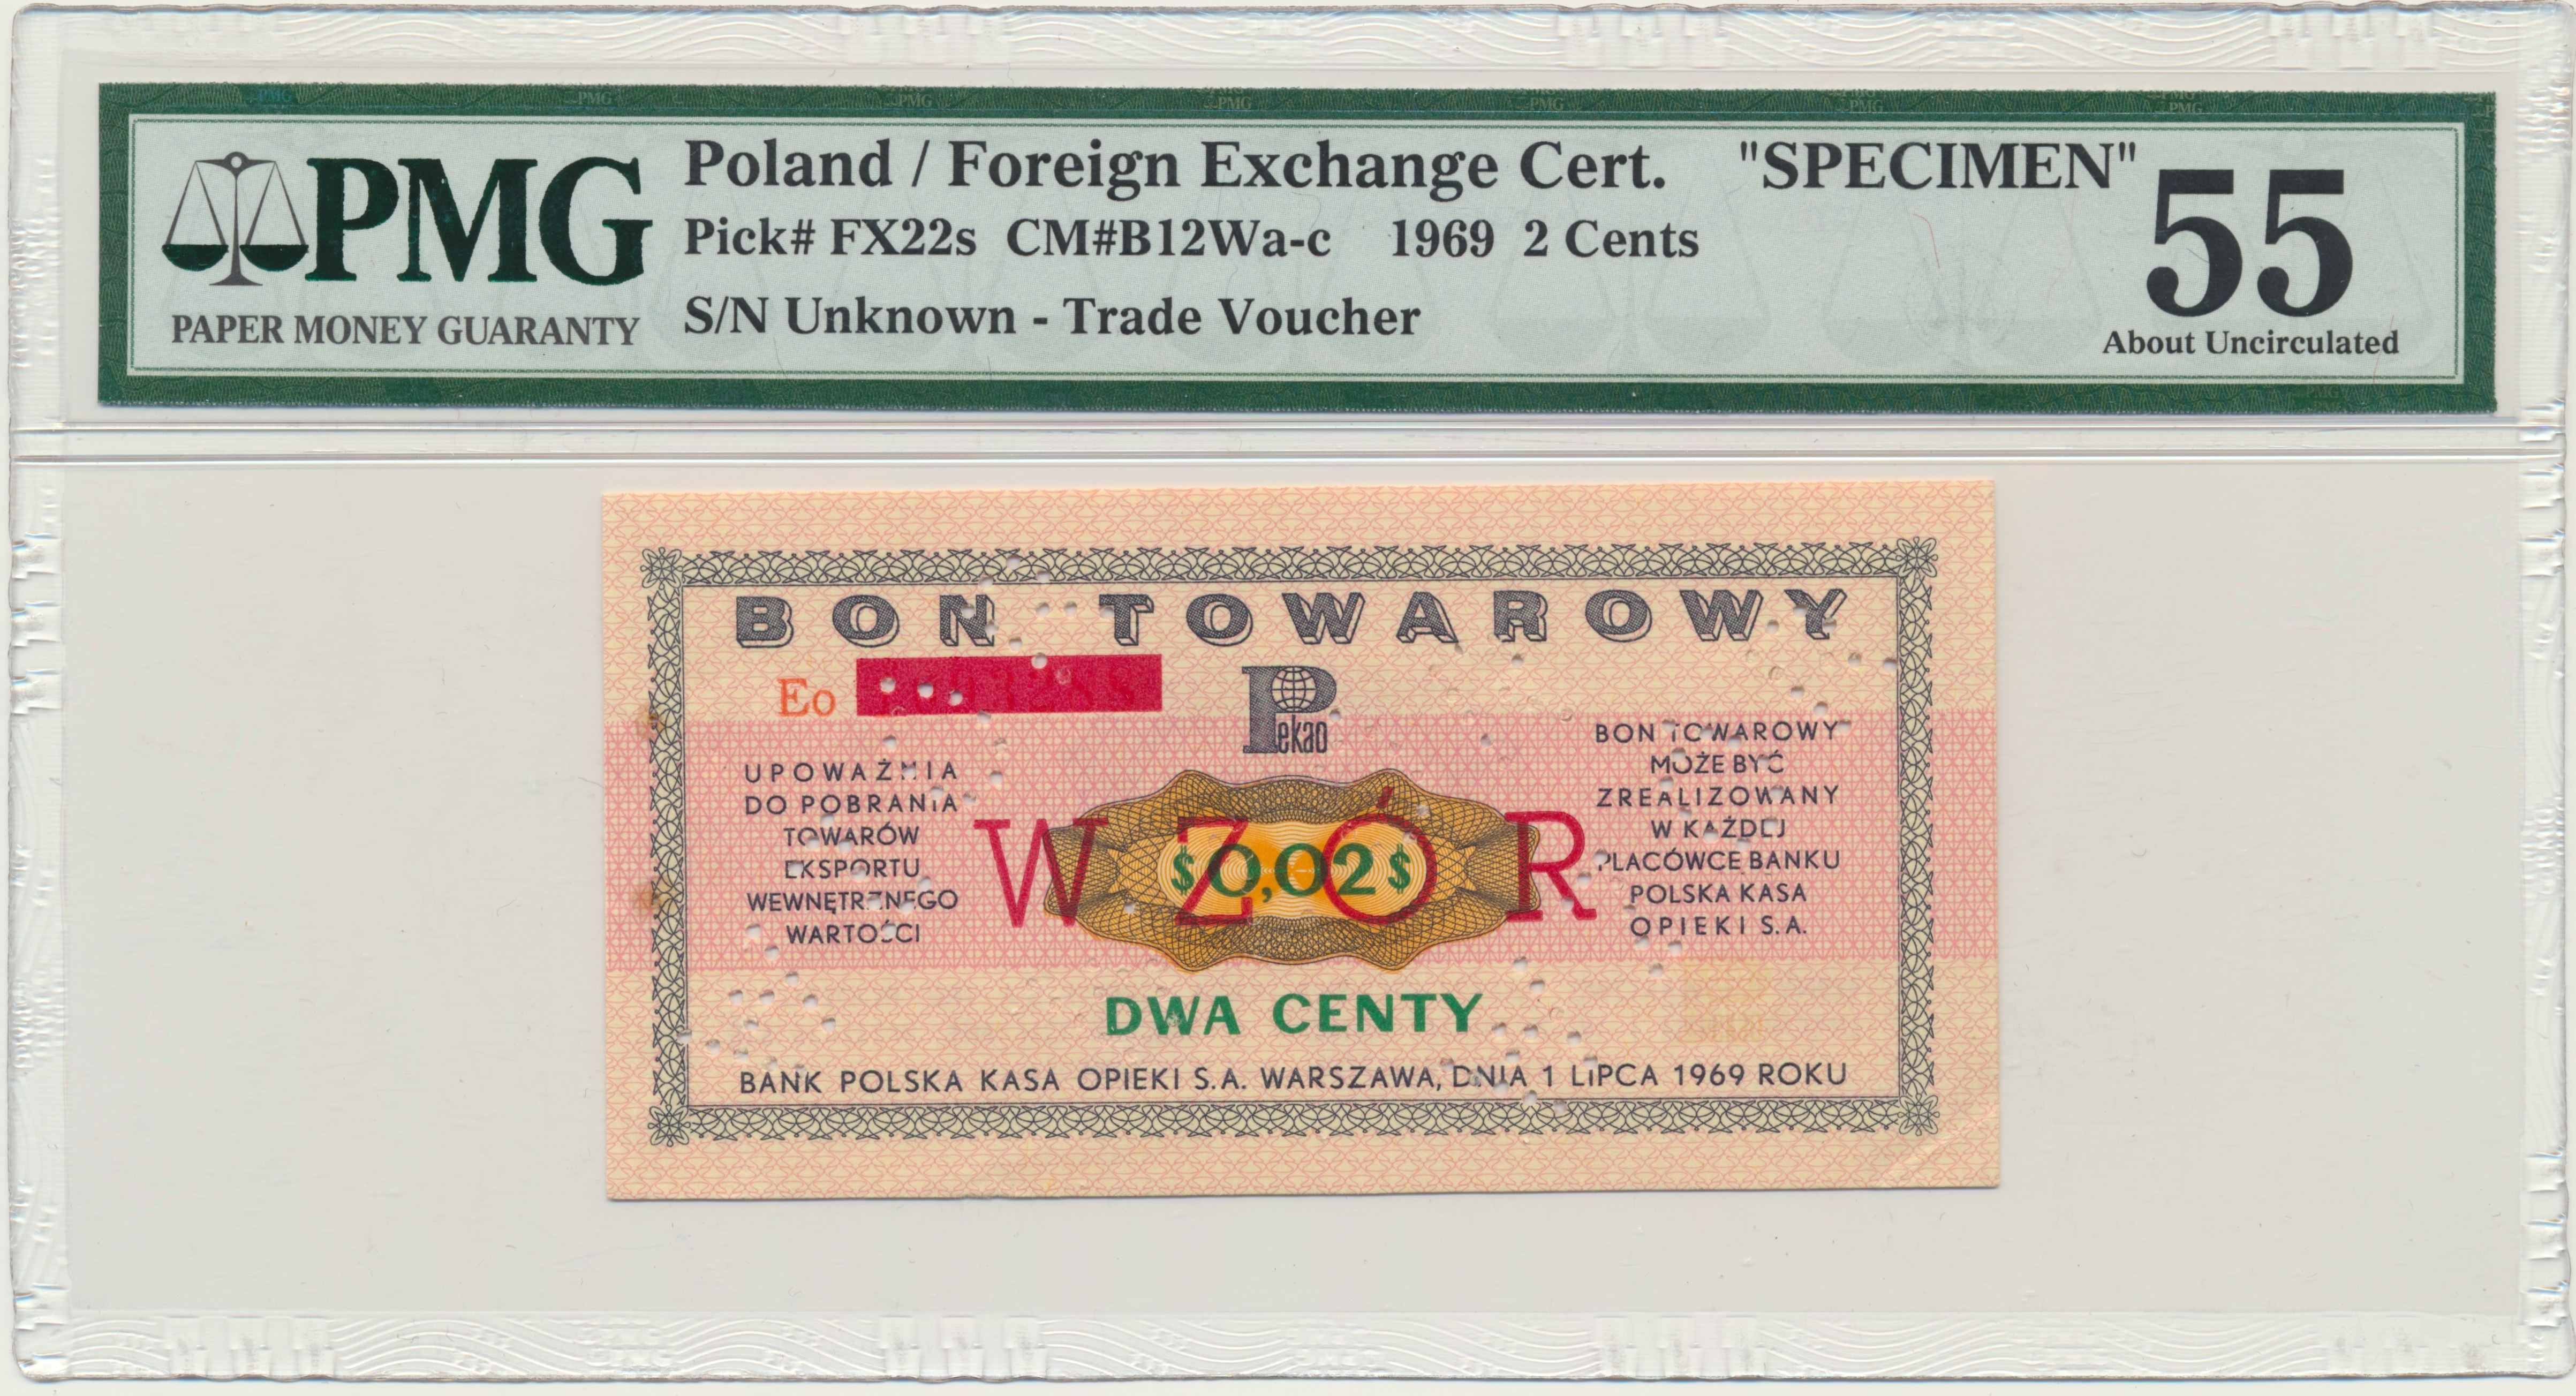 PMG
PAPER MONEY GUARANTY
Poland / Foreign Exchange Cert. "SPECIMEN"
Pick# FX22s CM#B12Wa-c 1969 2 Cents
S/N Unknown - Trade Voucher
55
About Uncirculated
BON TOWAROWY
Eo
Pekao
UPOWAŻNIA
DO POBRANIA
TOWARÓW
EKSPORTU
WEWNĘTRZNEGO
WARTOŚCI
BON TOWAROWY
MOŻE BYĆ
ZREALIZOWANY
W KAŻDEJ
PLACÓWCE BANKU
POLSKA KASA
OPIEKI S.A.
WZÓR
$0,02$
DWA CENTY
BANK POLSKA KASA OPIEKI S.A. WARSZAWA, DNIA 1 LIPCA 1969 ROKU